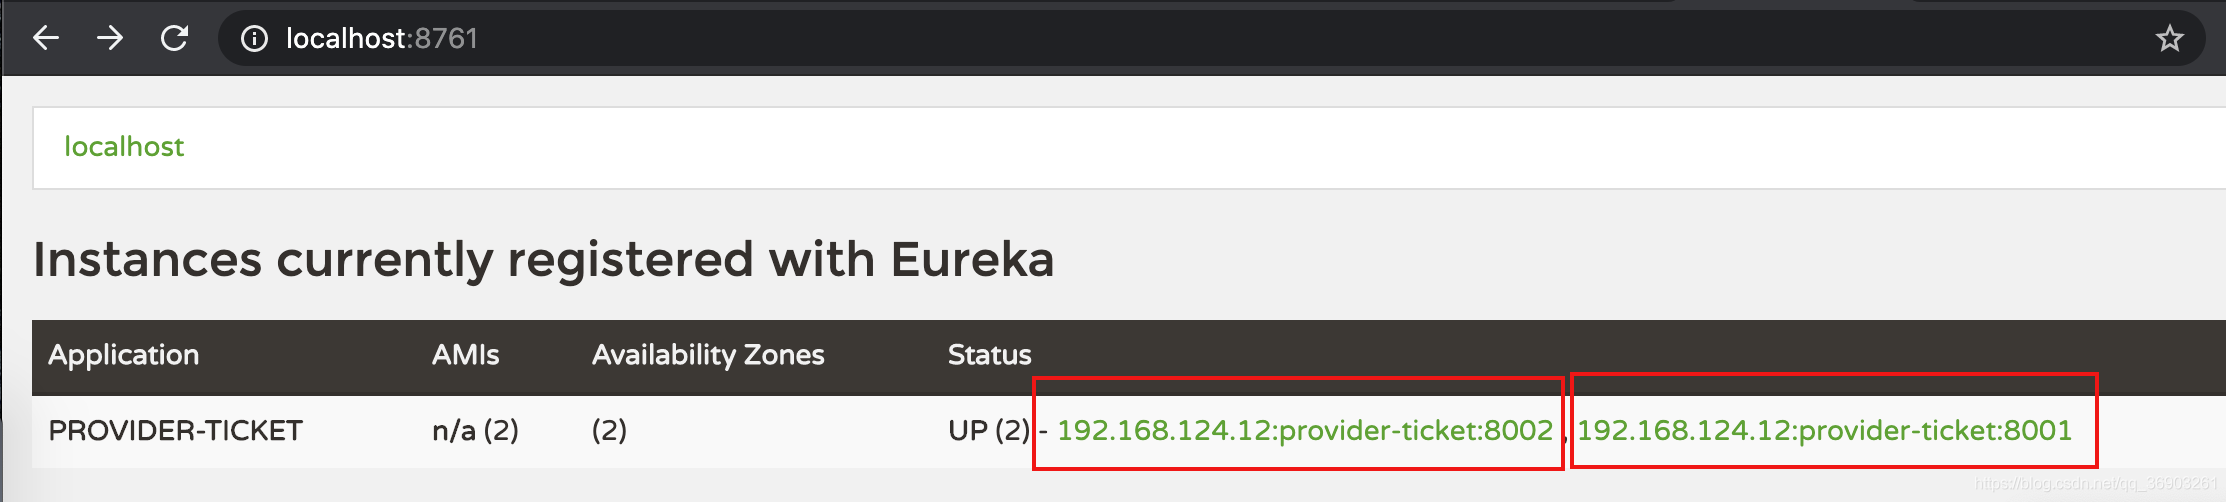 localhost:8761
localhost
Instances currently registered with Eureka
Application AMIs Availability Zones Status
PROVIDER-TICKET n/a (2) (2) UP (2) - 192.168.124.12:provider-ticket:8002 , 192.168.124.12:provider-ticket:8001
https://blog.csdn.net/qq_36903261